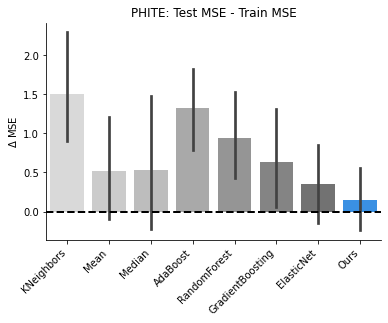 PHITE: Test MSE - Train MSE
Δ MSE
2.0
1.5
1.0
0.5
0.0
KNeighbors
Mean
Median
AdaBoost
RandomForest
GradientBoosting
ElasticNet
Ours